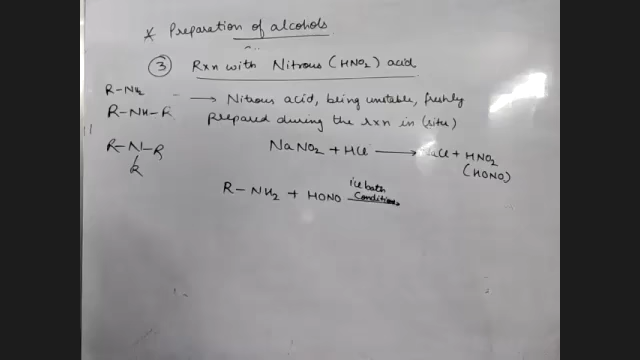 * Preparation of alcohols
③ Rxn with Nitrous (HNO2) acid
R-NH2
R-NH-R
R-N-R
R
→ Nitrous acid, being unstable, freshly
prepared during the rxn in (situ)
NaNO2 + HCl → NaCl + HNO2
(HONO)
R-NH2 + HONO ice bath
Conditions